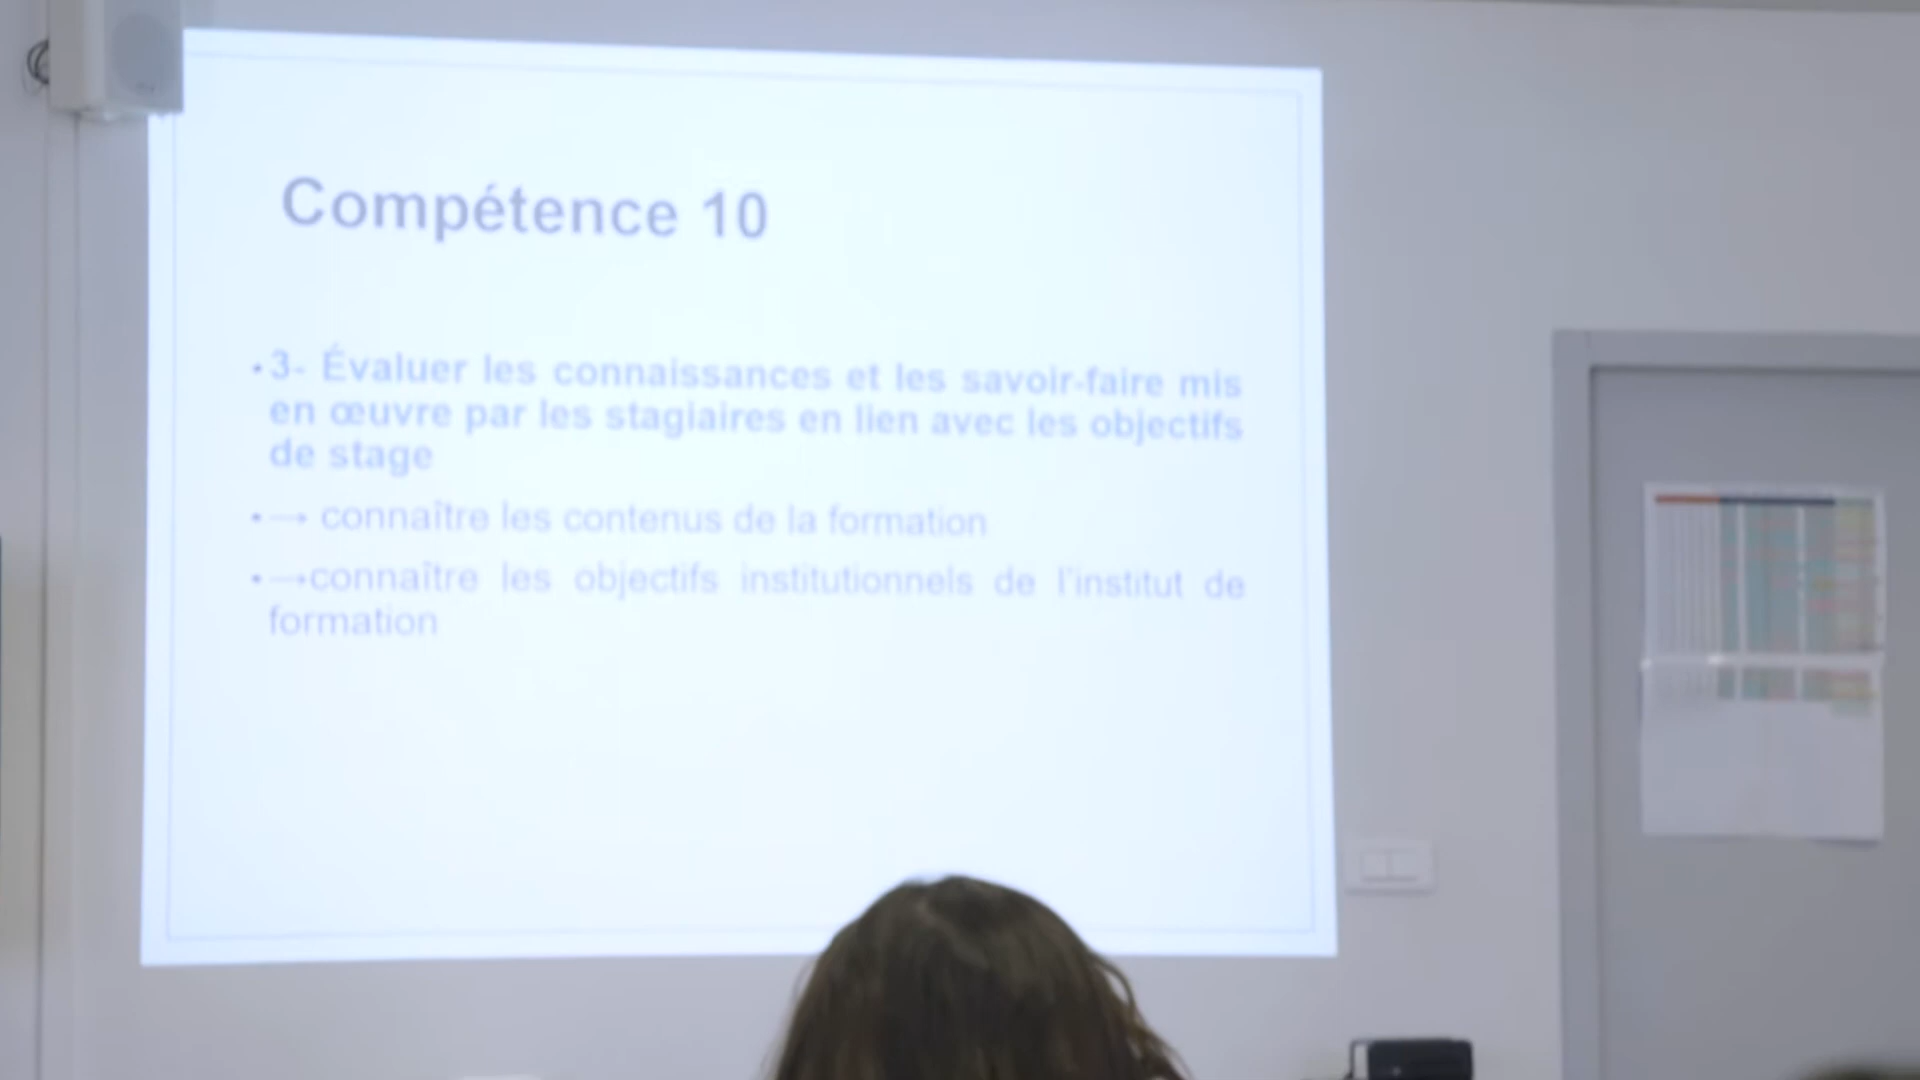 Compétence 10
• 3- Évaluer les connaissances et les savoir-faire mis
en œuvre par les stagiaires en lien avec les objectifs
de stage
• → connaître les contenus de la formation
• →connaître les objectifs institutionnels de l'institut de
formation